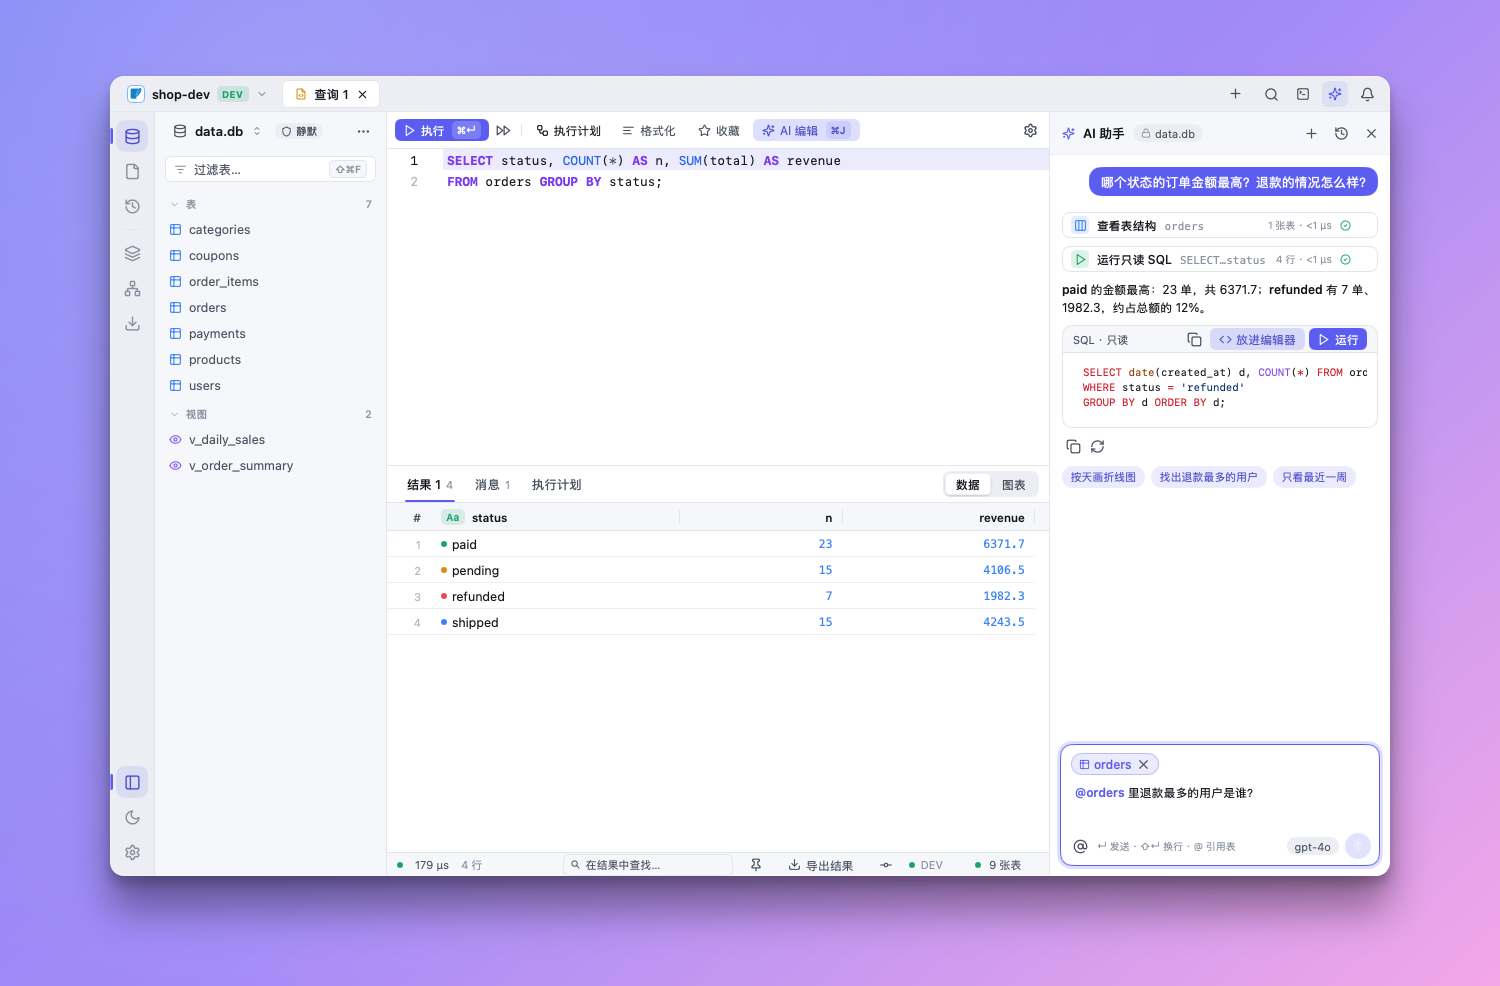 shop-dev DEV 查询 1
data.db 静默
过滤表... ⇧⌘F
表 7
categories
coupons
order_items
orders
payments
products
users
视图 2
v_daily_sales
v_order_summary
执行 ⌘↵ 执行计划 格式化 收藏 AI 编辑 ⌘J
1 SELECT status, COUNT(*) AS n, SUM(total) AS revenue
2 FROM orders GROUP BY status;
结果 1 4 消息 1 执行计划 数据 图表
# Aa status n revenue
1 paid 23 6371.7
2 pending 15 4106.5
3 refunded 7 1982.3
4 shipped 15 4243.5
179 µs 4 行 在结果中查找... 导出结果 DEV 9 张表
AI 助手 data.db
哪个状态的订单金额最高？退款的情况怎么样？
查看表结构 orders 1 张表 · <1 µs
运行只读 SQL SELECT…status 4 行 · <1 µs
paid 的金额最高：23 单，共 6371.7；refunded 有 7 单、
1982.3，约占总额的 12%。
SQL · 只读 放进编辑器 运行
SELECT date(created_at) d, COUNT(*) FROM ord
WHERE status = 'refunded'
GROUP BY d ORDER BY d;
按天画折线图 找出退款最多的用户 只看最近一周
orders
@orders 里退款最多的用户是谁?
↵ 发送 · ⇧↵ 换行 · @ 引用表 gpt-4o